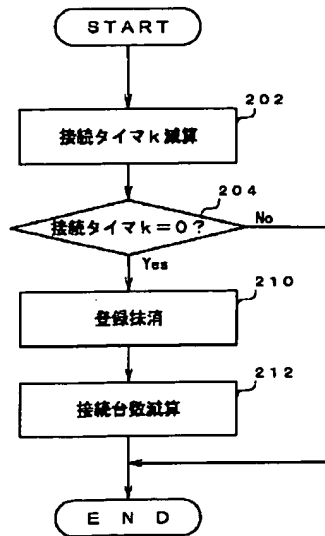 START
202
接続タイマk減算
204
接続タイマk=0?
No
Yes
210
登録抹消
212
接続台数減算
END